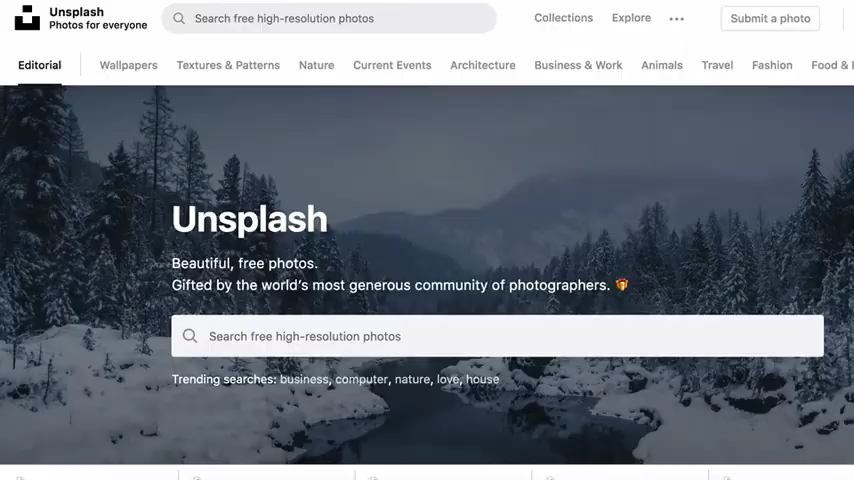 Unsplash
Photos for everyone
Search free high-resolution photos
Collections
Explore
Submit a photo
Editorial
Wallpapers
Textures & Patterns
Nature
Current Events
Architecture
Business & Work
Animals
Travel
Fashion
Food &
Unsplash
Beautiful, free photos.
Gifted by the world's most generous community of photographers. 🎁
Search free high-resolution photos
Trending searches: business, computer, nature, love, house